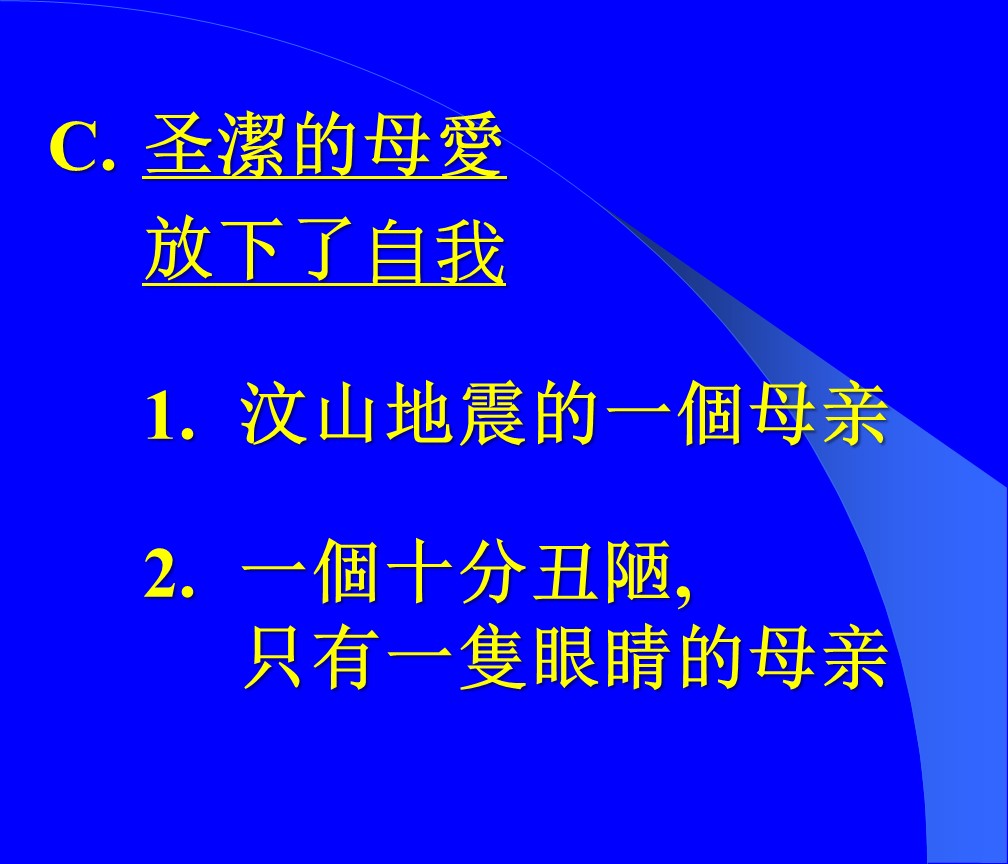 C. 圣潔的母愛
放下了自我
1. 汶山地震的一個母亲
2. 一個十分丑陋,
只有一隻眼睛的母亲